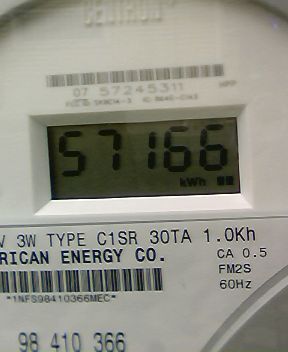 CENTRON
07 57245311
57166
kWh
V 3W TYPE C1SR 30TA 1.0Kh
RICAN ENERGY CO.
CA 0.5
FM2S
60Hz
*1NFS98410366MEC*
98 410 366